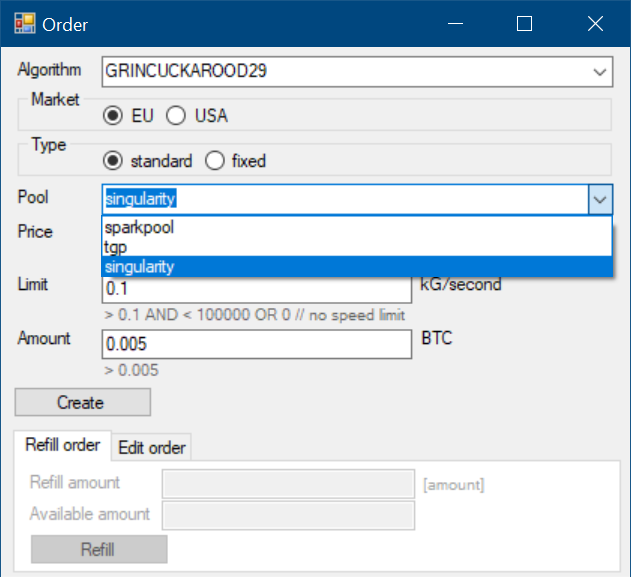 Order
Algorithm GRINCUCKAROOD29
Market
EU USA
Type
standard fixed
Pool singularity
sparkpool
Price
tgp
singularity
Limit 0.1 kG/second
> 0.1 AND < 100000 OR 0 // no speed limit
Amount 0.005 BTC
> 0.005
Create
Refill order Edit order
Refill amount [amount]
Available amount
Refill